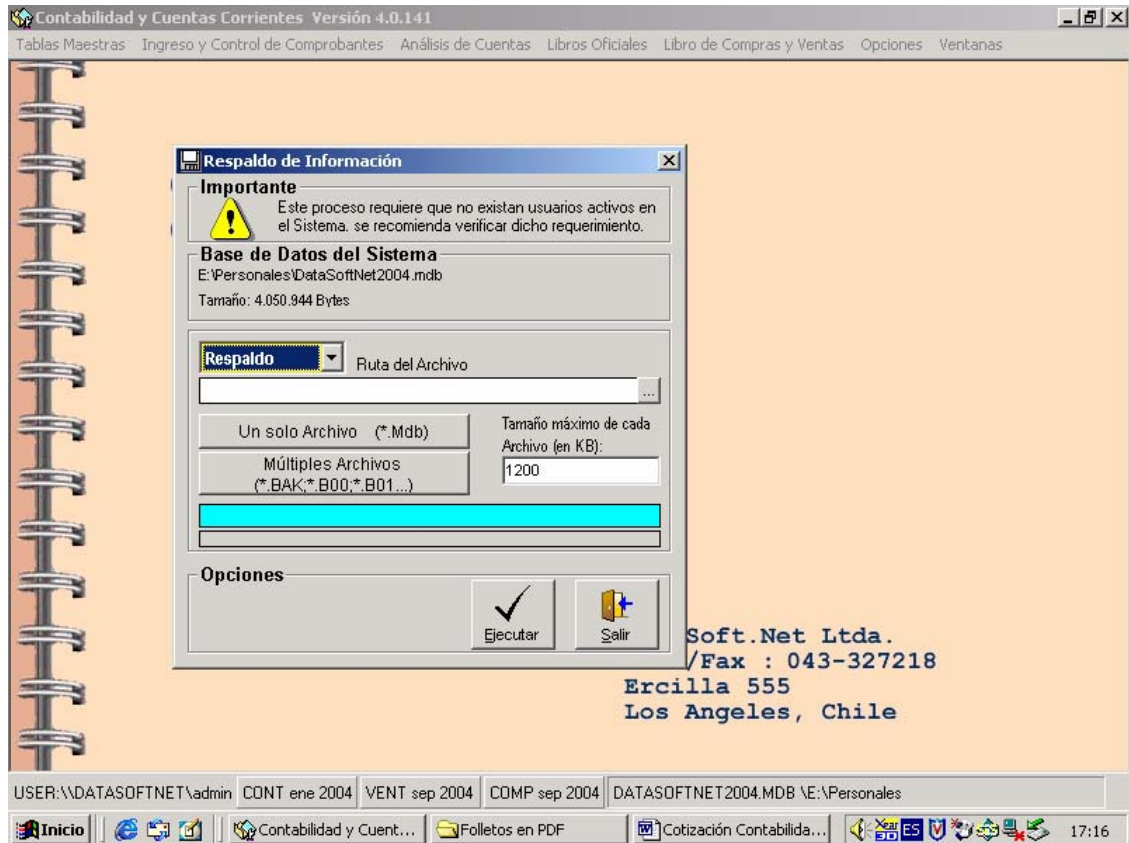 Contabilidad y Cuentas Corrientes Versión 4.0.141
Tablas Maestras Ingreso y Control de Comprobantes Análisis de Cuentas Libros Oficiales Libro de Compras y Ventas Opciones Ventanas
Respaldo de Información
Importante
Este proceso requiere que no existan usuarios activos en
el Sistema. se recomienda verificar dicho requerimiento.
Base de Datos del Sistema
E:\Personales\DataSoftNet2004.mdb
Tamaño: 4.050.944 Bytes
Respaldo
Ruta del Archivo
...
Un solo Archivo (*.Mdb)
Tamaño máximo de cada
Archivo (en KB):
Múltiples Archivos
(*.BAK;*.B00;*.B01...)
1200
Opciones
Ejecutar
Salir
Soft.Net Ltda.
/Fax : 043-327218
Ercilla 555
Los Angeles, Chile
USER:\\DATASOFTNET\admin CONT ene 2004 VENT sep 2004 COMP sep 2004 DATASOFTNET2004.MDB \E:\Personales
Inicio Contabilidad y Cuent... Folletos en PDF Cotización Contabilida... ES 17:16